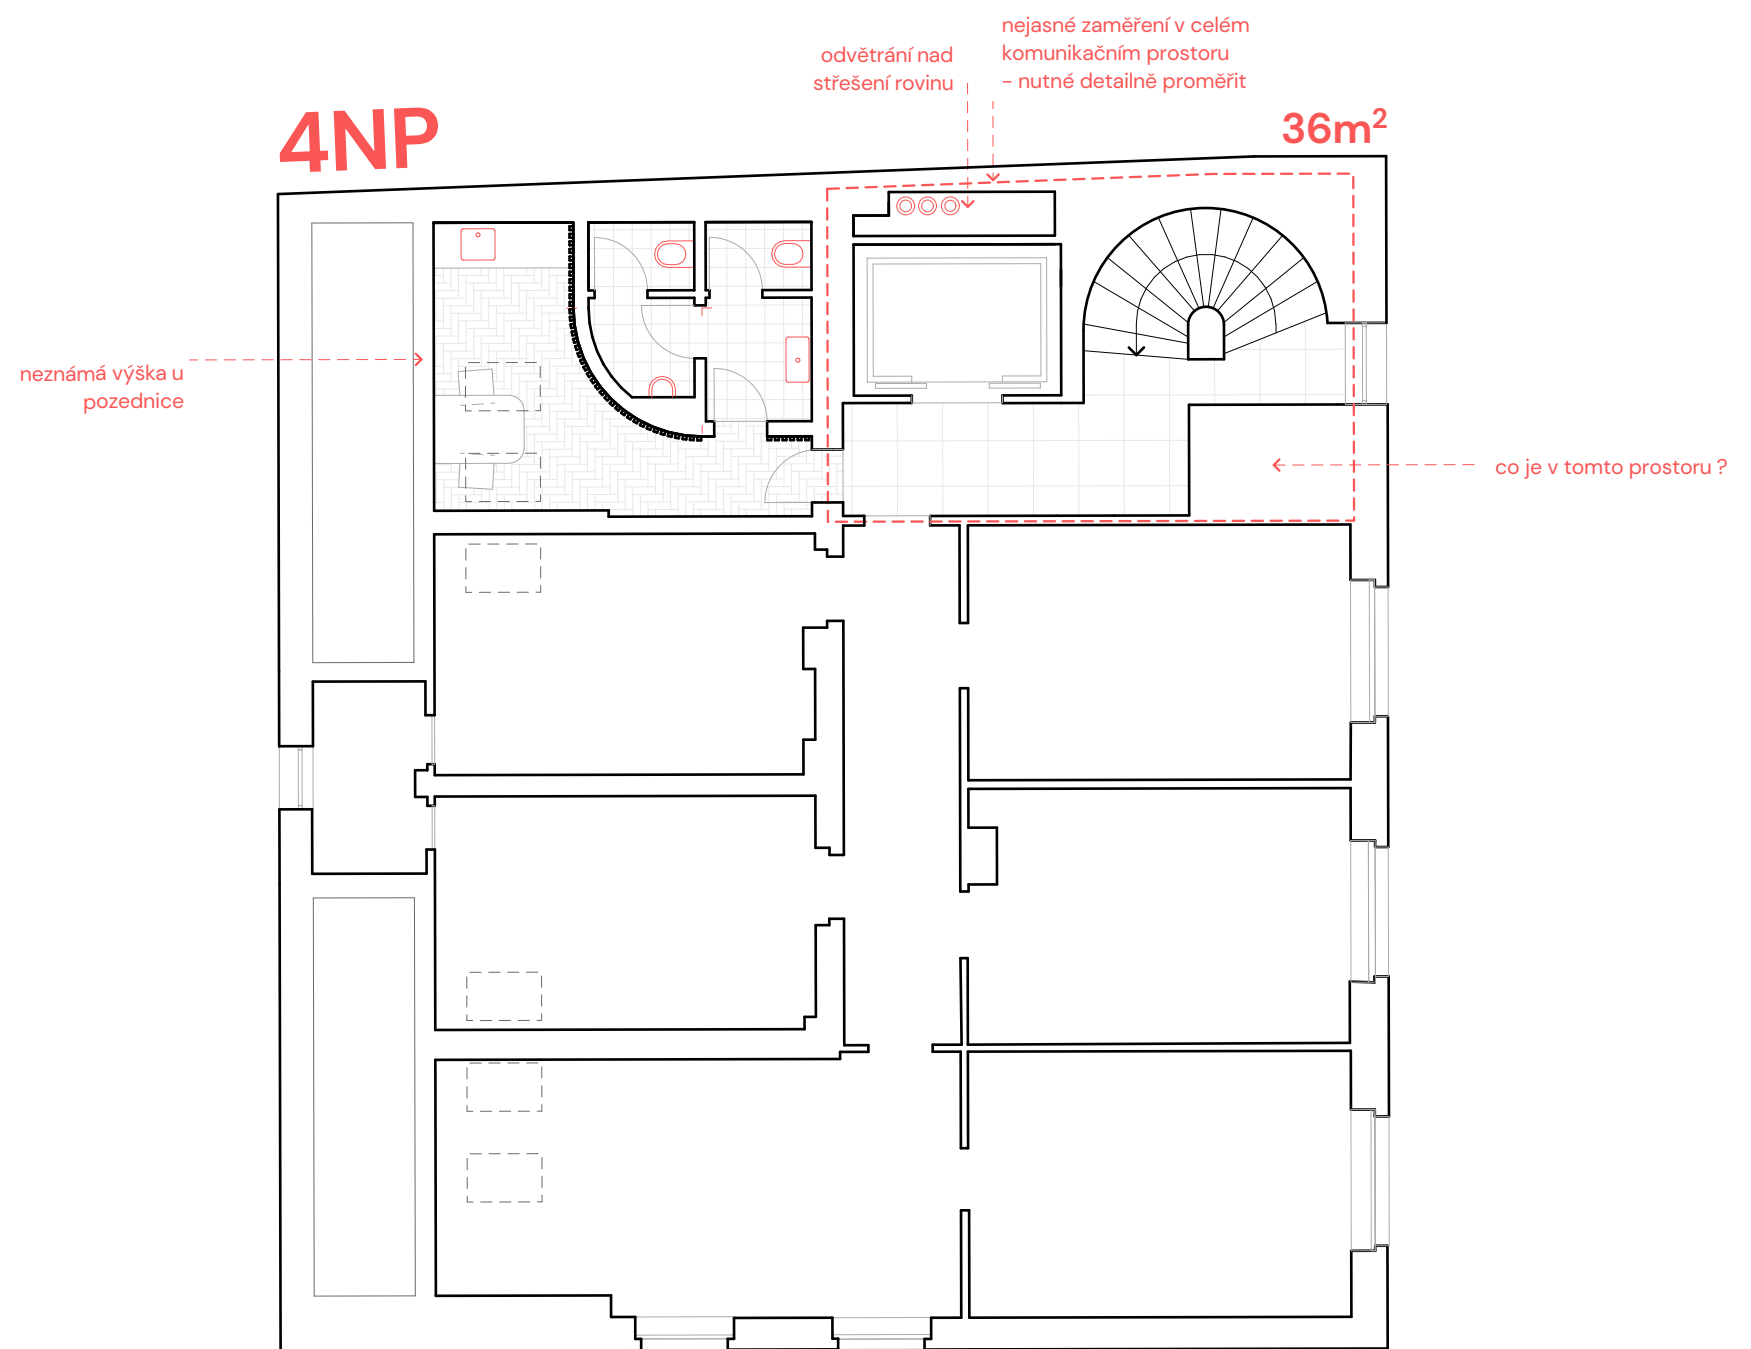 odvětrání nad
střešení rovinu
nejasné zaměření v celém
komunikačním prostoru
- nutné detailně proměřit
4NP
36m²
neznámá výška u
pozednice
co je v tomto prostoru ?